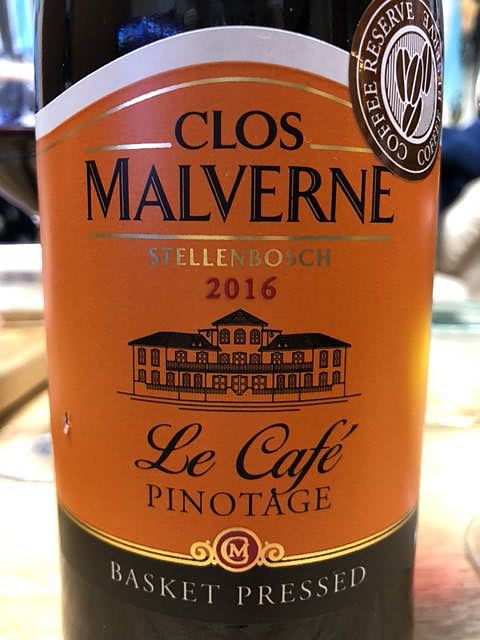 COFFEE RESERVE
CLOS
MALVERNE
STELLENBOSCH
2016
Le Café
PINOTAGE
CM
BASKET PRESSED